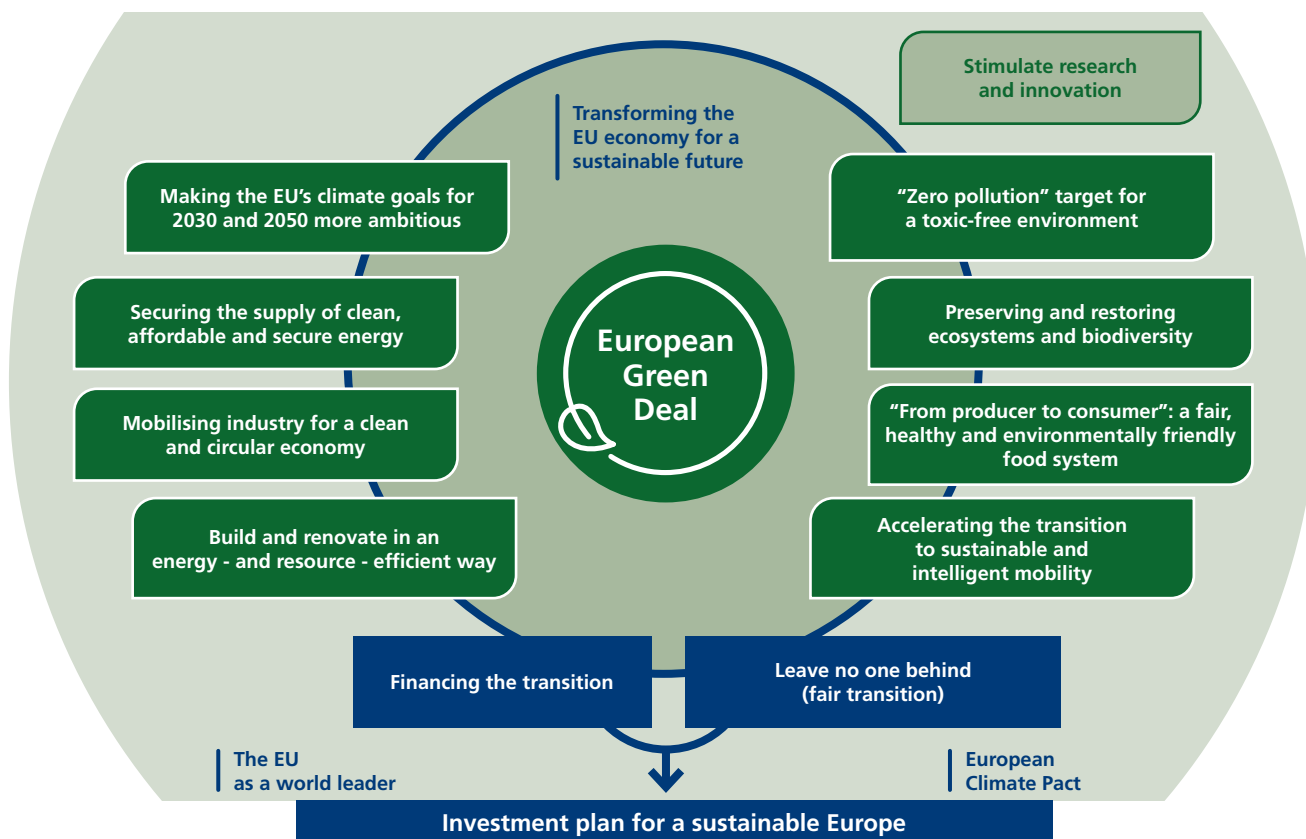 Stimulate research
and innovation
Transforming the
EU economy for a
sustainable future
Making the EU’s climate goals for
2030 and 2050 more ambitious
“Zero pollution” target for
a toxic-free environment
Securing the supply of clean,
affordable and secure energy
Preserving and restoring
ecosystems and biodiversity
European
Green
Deal
Mobilising industry for a clean
and circular economy
“From producer to consumer”: a fair,
healthy and environmentally friendly
food system
Build and renovate in an
energy - and resource - efficient way
Accelerating the transition
to sustainable and
intelligent mobility
Financing the transition
Leave no one behind
(fair transition)
The EU
as a world leader
European
Climate Pact
Investment plan for a sustainable Europe